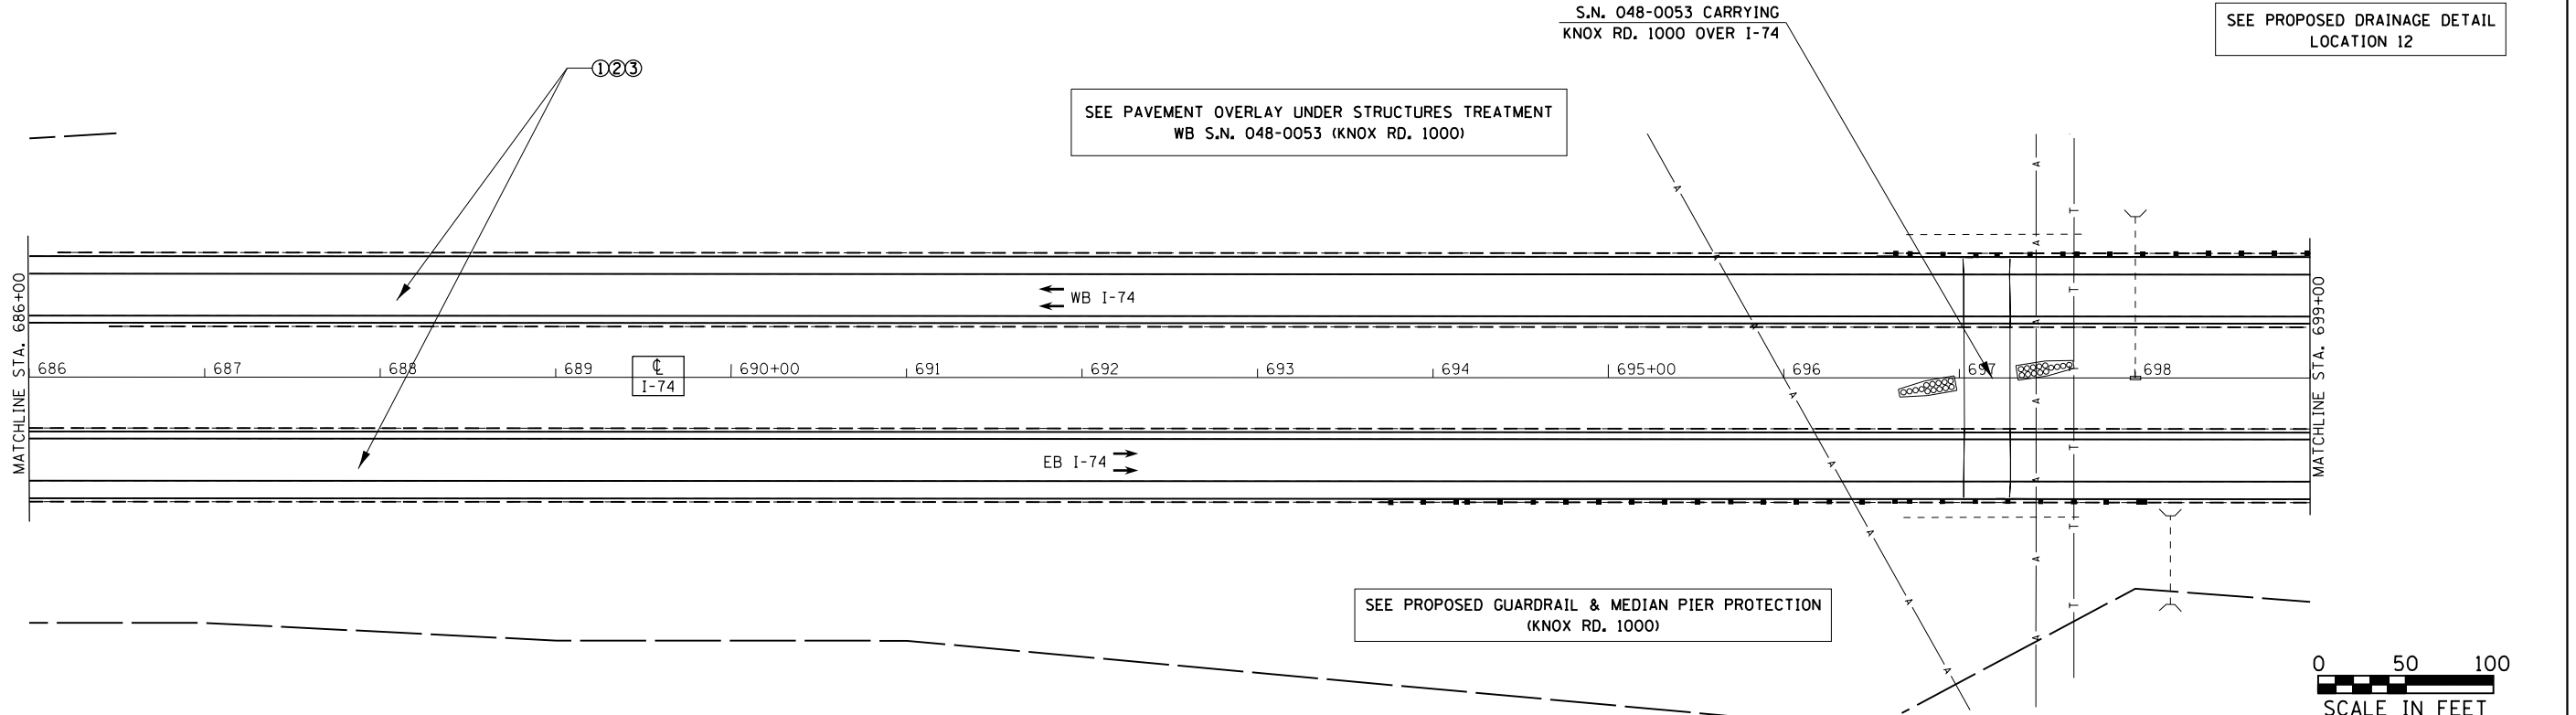 S.N. 048-0053 CARRYING
KNOX RD. 1000 OVER I-74
SEE PROPOSED DRAINAGE DETAIL
LOCATION 12
①②③
SEE PAVEMENT OVERLAY UNDER STRUCTURES TREATMENT
WB S.N. 048-0053 (KNOX RD. 1000)
MATCHLINE STA. 686+00
WB I-74
686 687 688 689 690+00 691 692 693 694 695+00 696 697 698
℄
I-74
EB I-74
MATCHLINE STA. 699+00
A A A A A A A A A
A A A A A A A
T T T T T T
SEE PROPOSED GUARDRAIL & MEDIAN PIER PROTECTION
(KNOX RD. 1000)
0 50 100
SCALE IN FEET